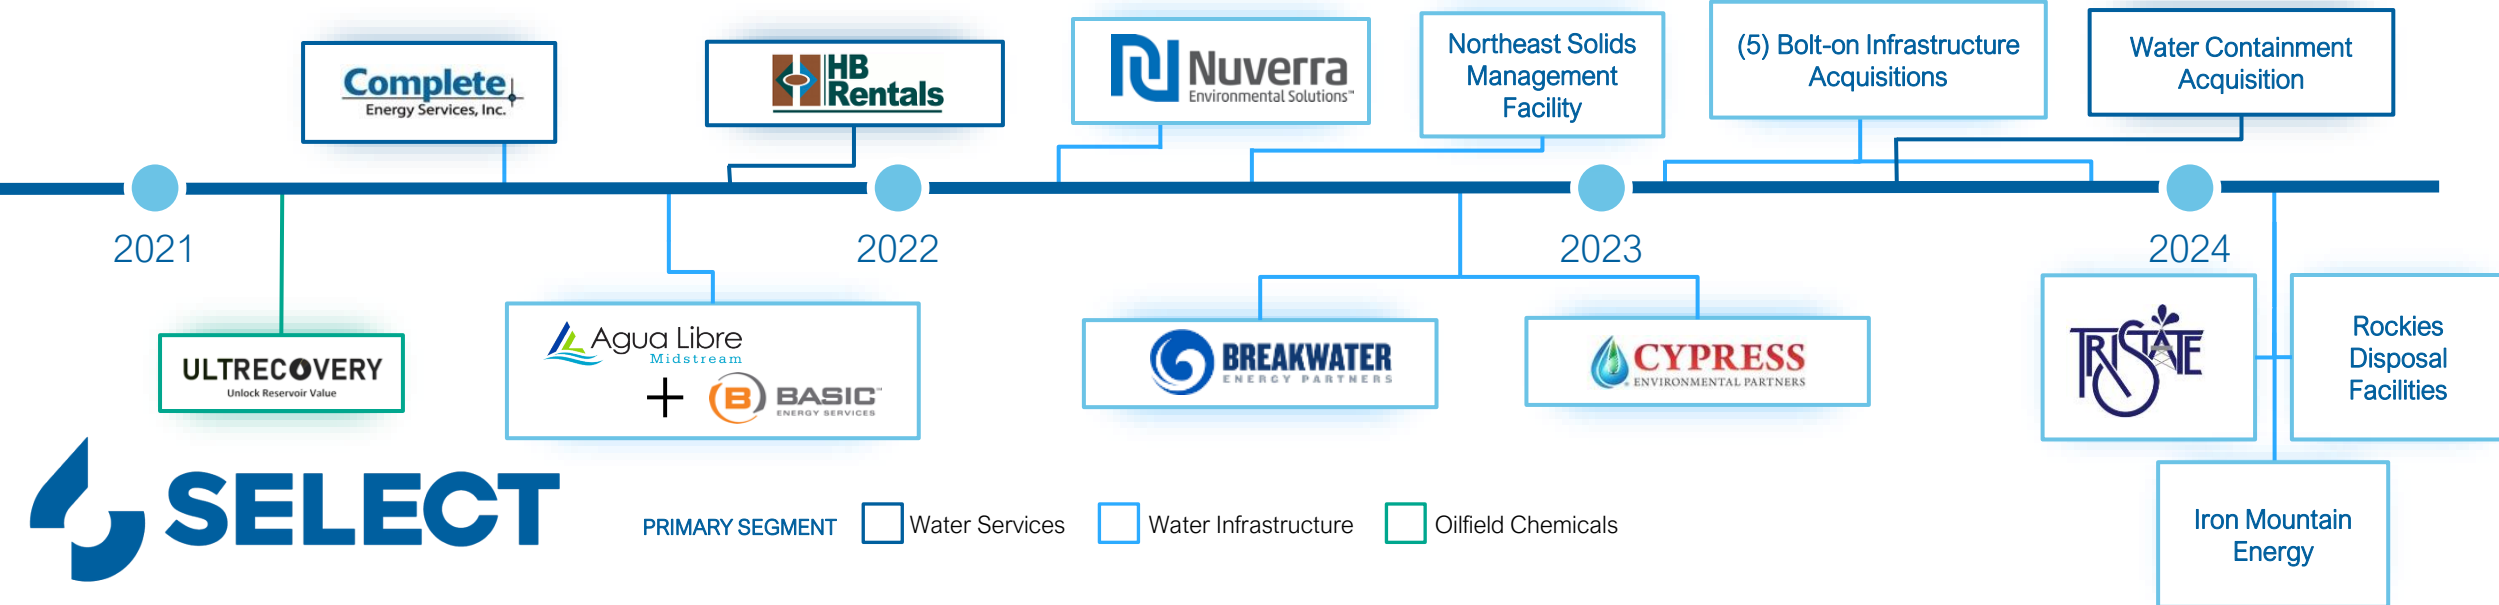 Complete
Energy Services, Inc.
HB
Rentals
Nuverra
Environmental Solutions™
Northeast Solids
Management
Facility
(5) Bolt-on Infrastructure
Acquisitions
Water Containment
Acquisition
2021
2022
2023
2024
ULTRECOVERY
Unlock Reservoir Value
Agua Libre
Midstream
+
B BASIC™
ENERGY SERVICES
BREAKWATER
ENERGY PARTNERS
CYPRESS
ENVIRONMENTAL PARTNERS
TRISTATE
Rockies
Disposal
Facilities
Iron Mountain
Energy
SELECT
PRIMARY SEGMENT Water Services Water Infrastructure Oilfield Chemicals